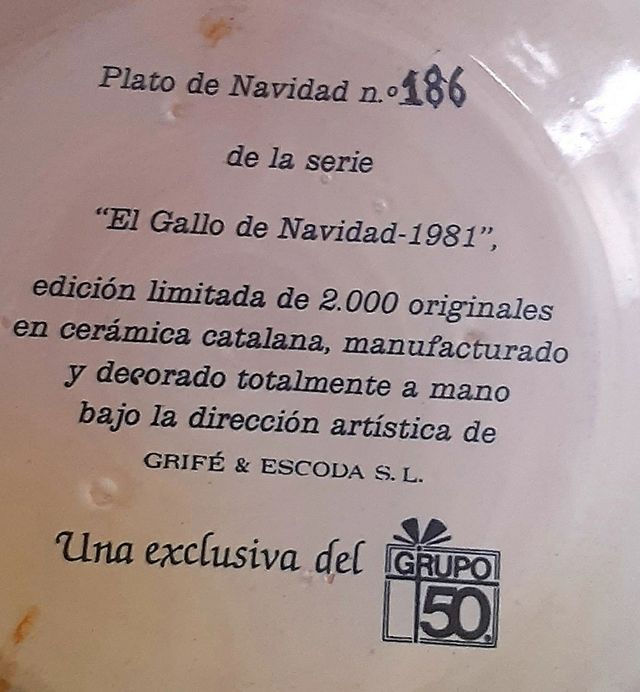 Plato de Navidad n.º 186
de la serie
"El Gallo de Navidad-1981",
edición limitada de 2.000 originales
en cerámica catalana, manufacturado
y decorado totalmente a mano
bajo la dirección artística de
GRIFÉ & ESCODA S. L.
Una exclusiva del
GRUPO
50.